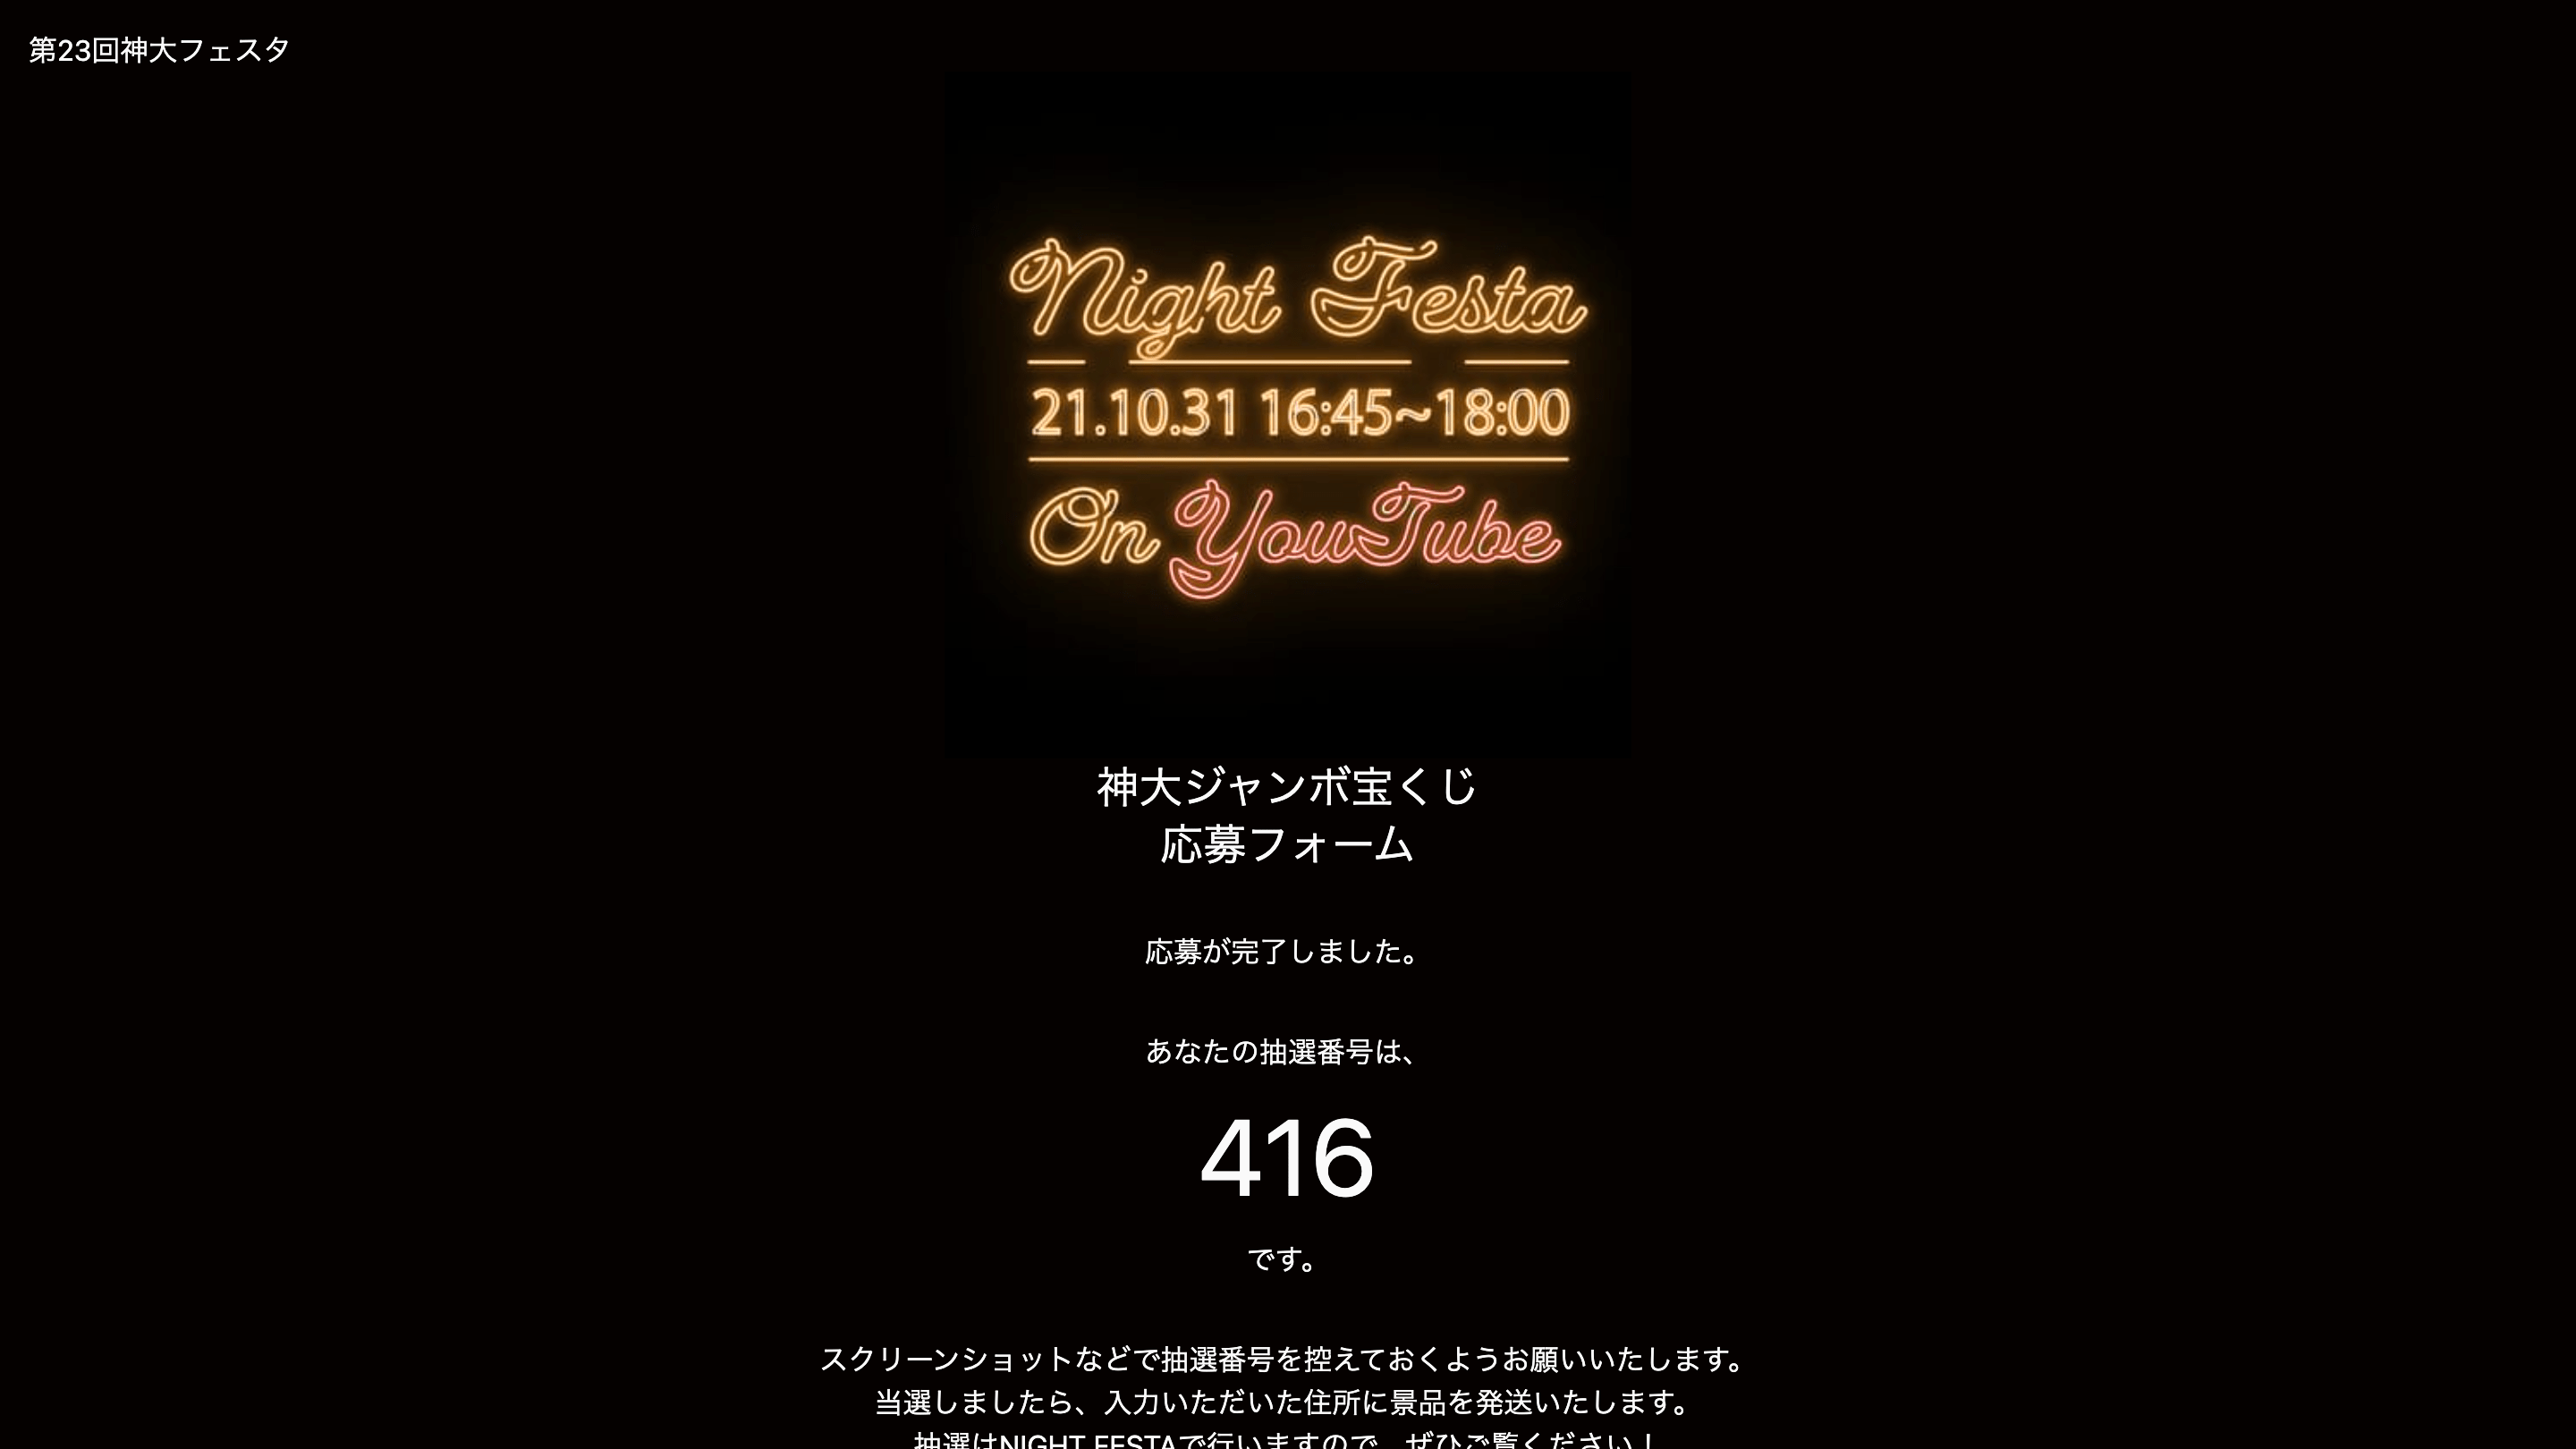 第23回神大フェスタ
Night Festa
21.10.31 16:45~18:00
On YouTube
神大ジャンボ宝くじ
応募フォーム
応募が完了しました。
あなたの抽選番号は、
416
です。
スクリーンショットなどで抽選番号を控えておくようお願いいたします。
当選しましたら、入力いただいた住所に景品を発送いたします。
抽選はNIGHT FESTAで行いますので、ぜひご覧ください！